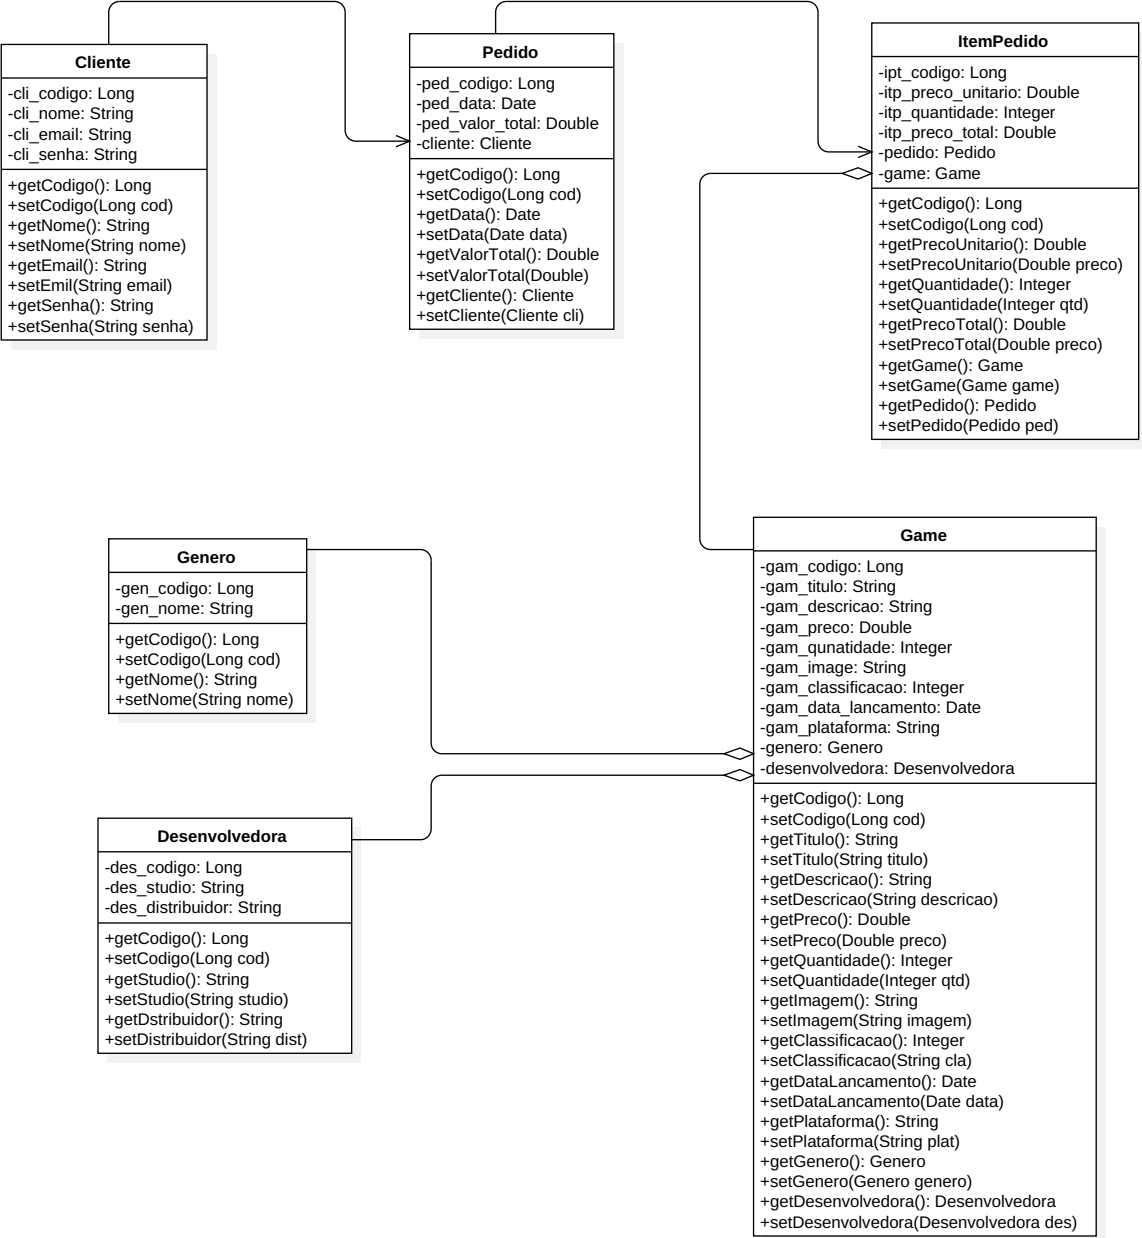 Cliente
-cli_codigo: Long
-cli_nome: String
-cli_email: String
-cli_senha: String
+getCodigo(): Long
+setCodigo(Long cod)
+getNome(): String
+setNome(String nome)
+getEmail(): String
+setEmil(String email)
+getSenha(): String
+setSenha(String senha)
Pedido
-ped_codigo: Long
-ped_data: Date
-ped_valor_total: Double
-cliente: Cliente
+getCodigo(): Long
+setCodigo(Long cod)
+getData(): Date
+setData(Date data)
+getValorTotal(): Double
+setValorTotal(Double)
+getCliente(): Cliente
+setCliente(Cliente cli)
ItemPedido
-ipt_codigo: Long
-itp_preco_unitario: Double
-itp_quantidade: Integer
-itp_preco_total: Double
-pedido: Pedido
-game: Game
+getCodigo(): Long
+setCodigo(Long cod)
+getPrecoUnitario(): Double
+setPrecoUnitario(Double preco)
+getQuantidade(): Integer
+setQuantidade(Integer qtd)
+getPrecoTotal(): Double
+setPrecoTotal(Double preco)
+getGame(): Game
+setGame(Game game)
+getPedido(): Pedido
+setPedido(Pedido ped)
Genero
-gen_codigo: Long
-gen_nome: String
+getCodigo(): Long
+setCodigo(Long cod)
+getNome(): String
+setNome(String nome)
Desenvolvedora
-des_codigo: Long
-des_studio: String
-des_distribuidor: String
+getCodigo(): Long
+setCodigo(Long cod)
+getStudio(): String
+setStudio(String studio)
+getDstribuidor(): String
+setDistribuidor(String dist)
Game
-gam_codigo: Long
-gam_titulo: String
-gam_descricao: String
-gam_preco: Double
-gam_qunatidade: Integer
-gam_image: String
-gam_classificacao: Integer
-gam_data_lancamento: Date
-gam_plataforma: String
-genero: Genero
-desenvolvedora: Desenvolvedora
+getCodigo(): Long
+setCodigo(Long cod)
+getTitulo(): String
+setTitulo(String titulo)
+getDescricao(): String
+setDescricao(String descricao)
+getPreco(): Double
+setPreco(Double preco)
+getQuantidade(): Integer
+setQuantidade(Integer qtd)
+getImagem(): String
+setImagem(String imagem)
+getClassificacao(): Integer
+setClassificacao(String cla)
+getDataLancamento(): Date
+setDataLancamento(Date data)
+getPlataforma(): String
+setPlataforma(String plat)
+getGenero(): Genero
+setGenero(Genero genero)
+getDesenvolvedora(): Desenvolvedora
+setDesenvolvedora(Desenvolvedora des)